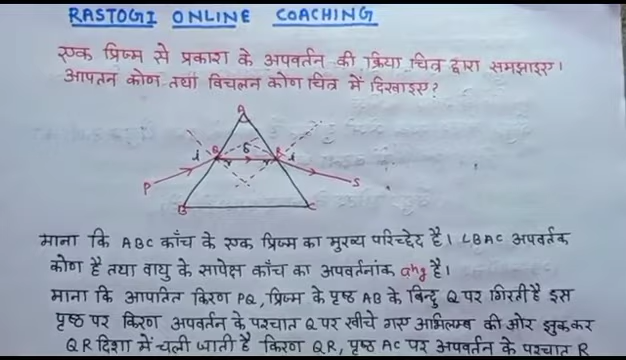 RASTOGI ONLINE COACHING
एक प्रिज्म से प्रकाश के अपवर्तन की क्रिया चित्र द्वारा समझाइए।
आपतन कोण तथा विचलन कोण चित्र में दिखाइए?
A
i Q δ R i
r r
P S
B C
माना कि ABC काँच के एक प्रिज्म का मुख्य परिच्छेद है। ∠BAC अपवर्तक
कोण है तथा वायु के सापेक्ष काँच का अपवर्तनांक ang है।
माना कि आपतित किरण PQ, प्रिज्म के पृष्ठ AB के बिन्दु Q पर गिरती है इस
पृष्ठ पर किरण अपवर्तन के पश्चात Q पर खीचे गए अभिलम्ब की ओर झुककर
QR दिशा में चली जाती है किरण QR, पृष्ठ AC पर अपवर्तन के पश्चात R